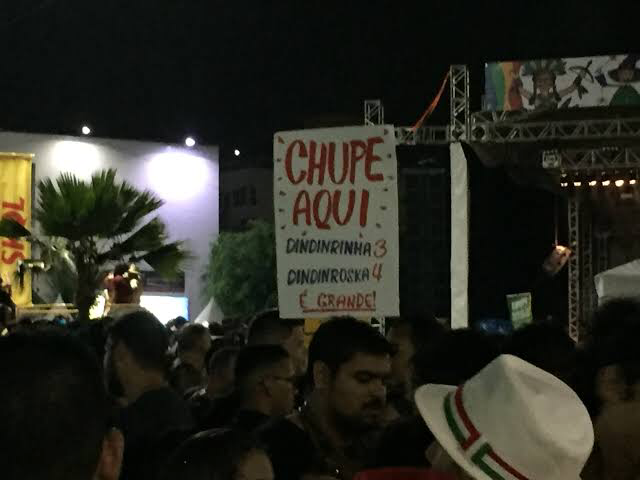 CHUPE
AQUI
DINDINRINHA 3
DINDINROSKA 4
É GRANDE!